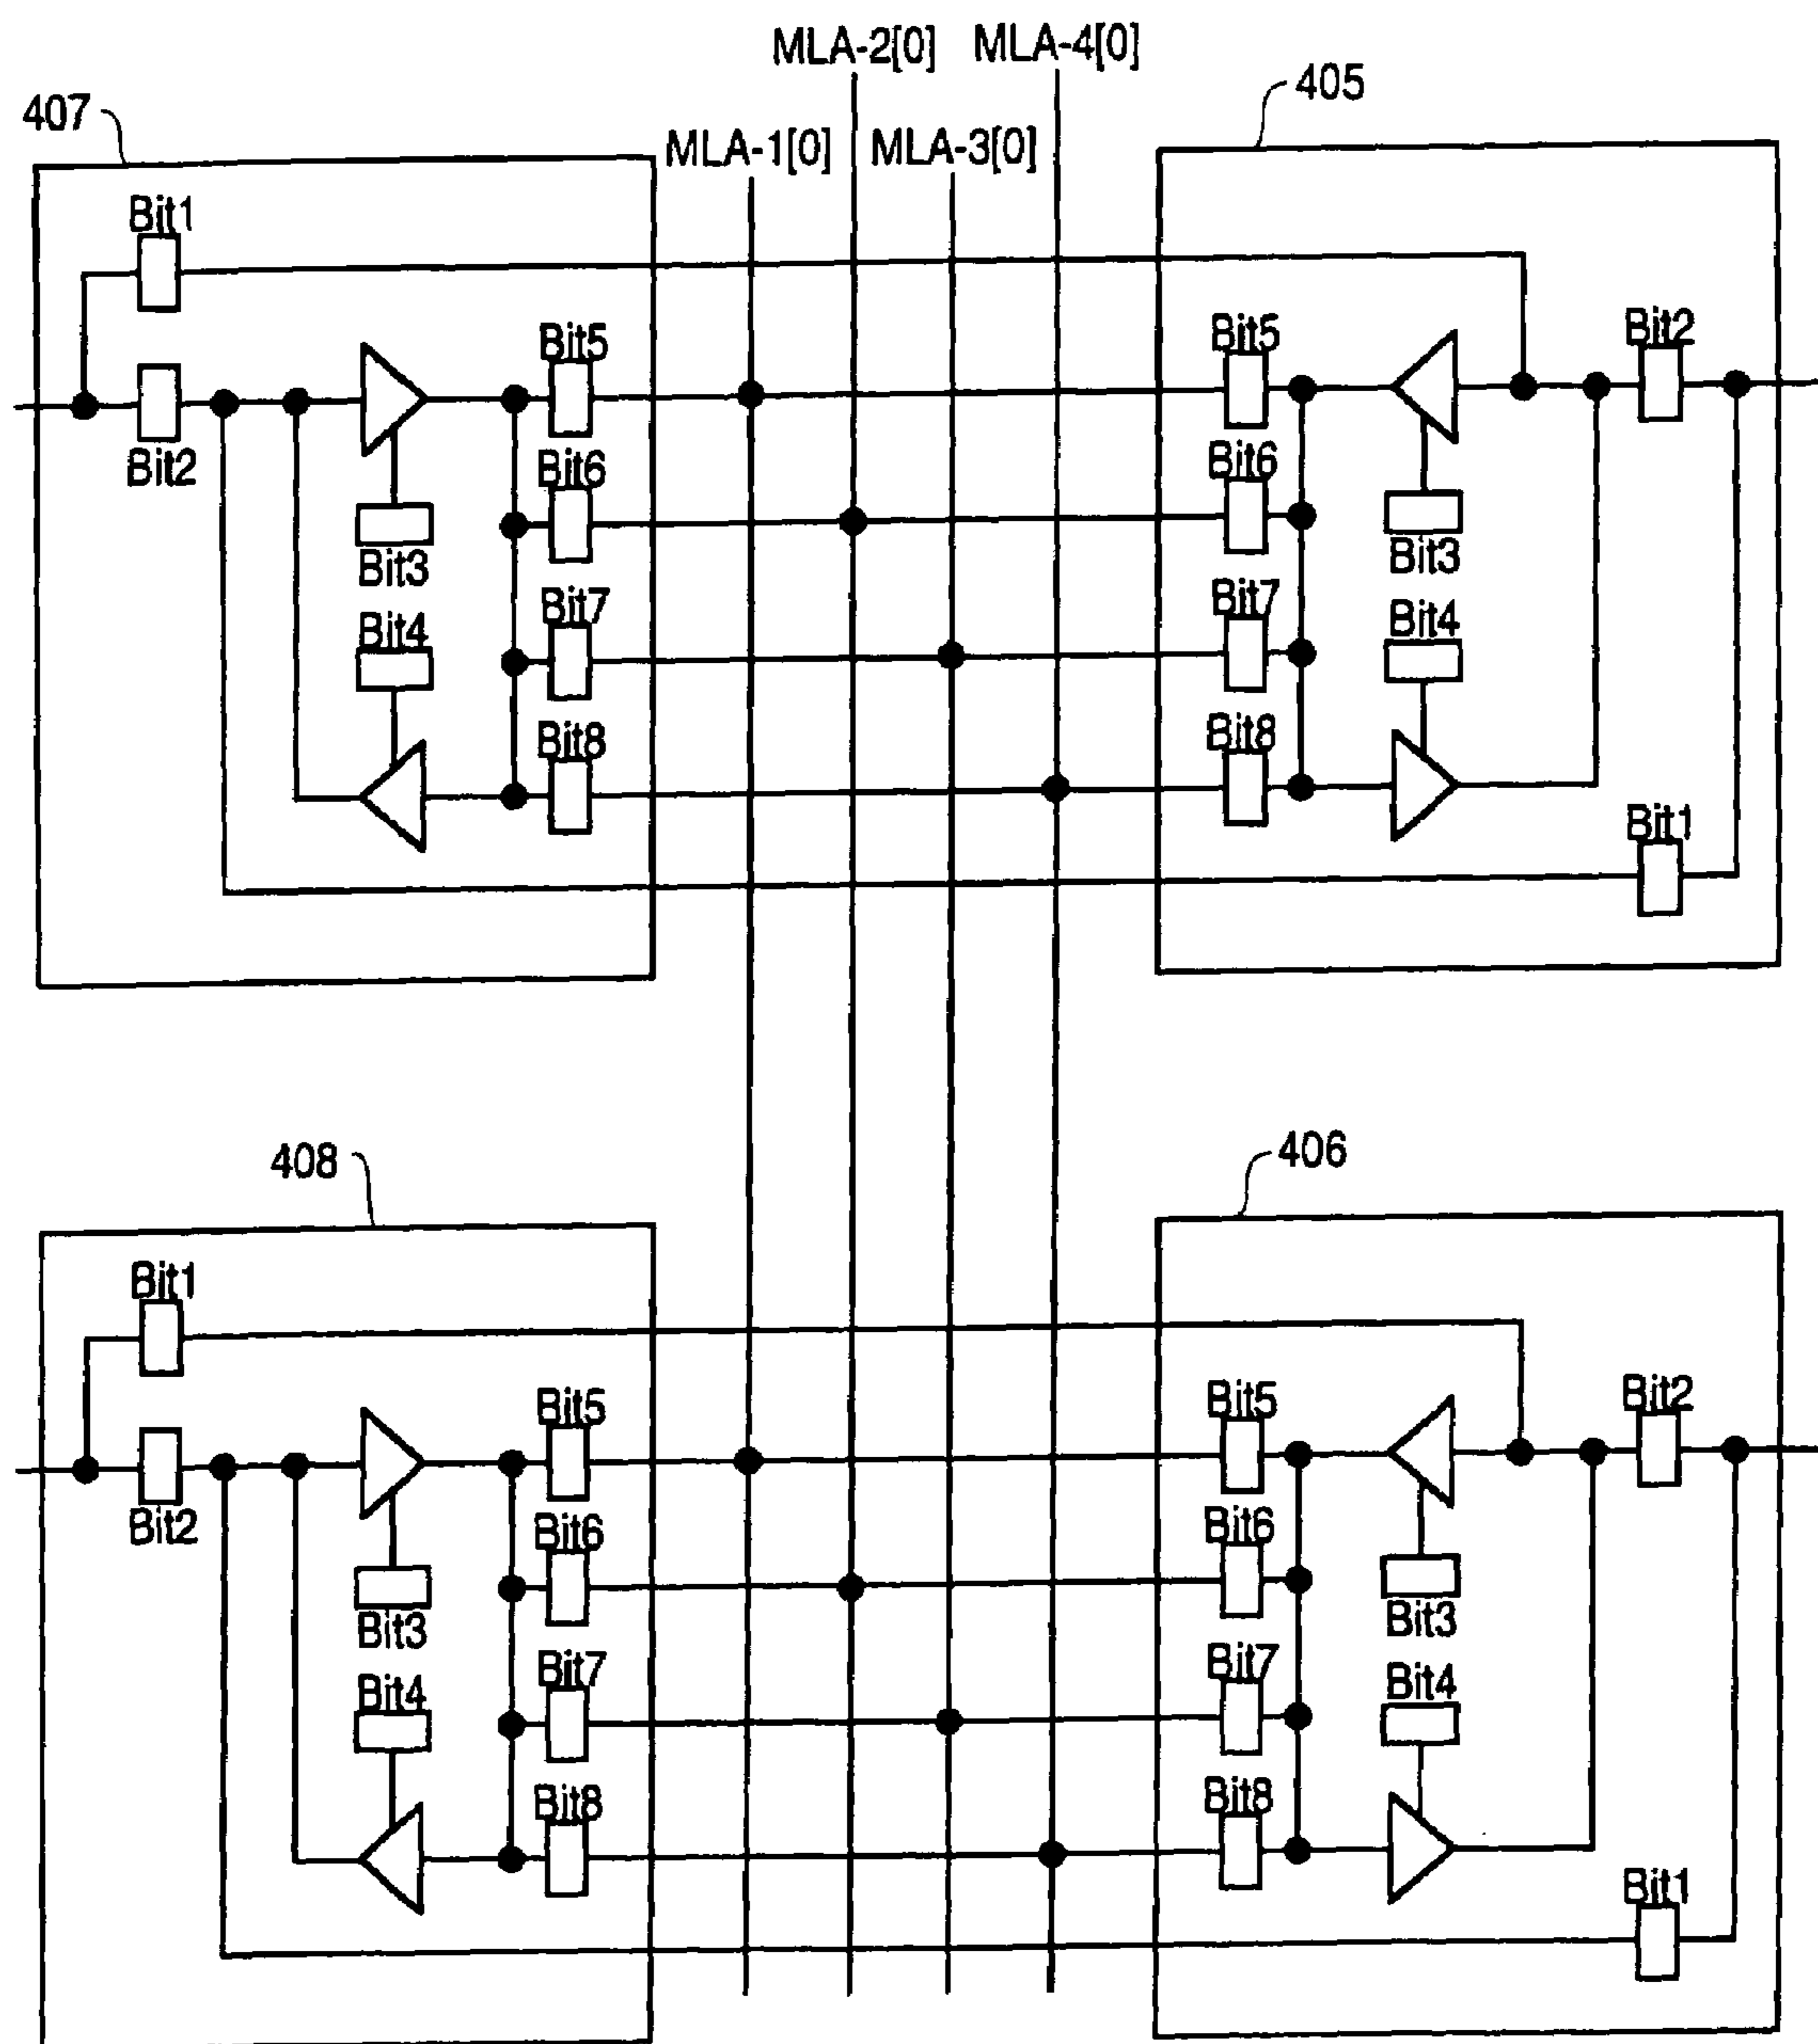 MLA-2[0] MLA-4[0]
407
405
MLA-1[0] MLA-3[0]
Bit1
Bit5
Bit5
Bit2
Bit2
Bit6
Bit6
Bit3
Bit3
Bit7
Bit7
Bit4
Bit4
Bit8
Bit8
Bit1
408
406
Bit1
Bit5
Bit5
Bit2
Bit2
Bit6
Bit6
Bit3
Bit3
Bit7
Bit7
Bit4
Bit4
Bit8
Bit8
Bit1